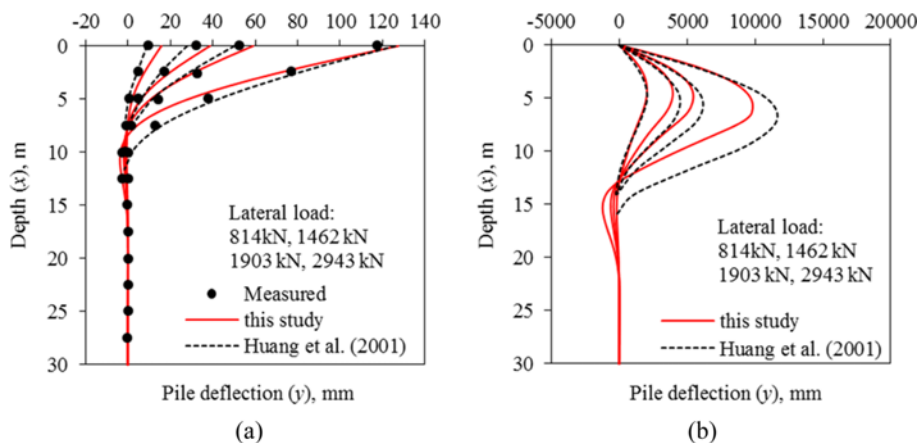 -20 0 20 40 60 80 100 120 140
0
5
10
15
20
25
30
Depth (x), m
Lateral load:
814kN, 1462 kN
1903 kN, 2943 kN
Measured
this study
Huang et al. (2001)
Pile deflection (y), mm
(a)
-5000 0 5000 10000 15000 20000
0
5
10
15
20
25
30
Depth (x), m
Lateral load:
814kN, 1462 kN
1903 kN, 2943 kN
this study
Huang et al. (2001)
Pile deflection (y), mm
(b)